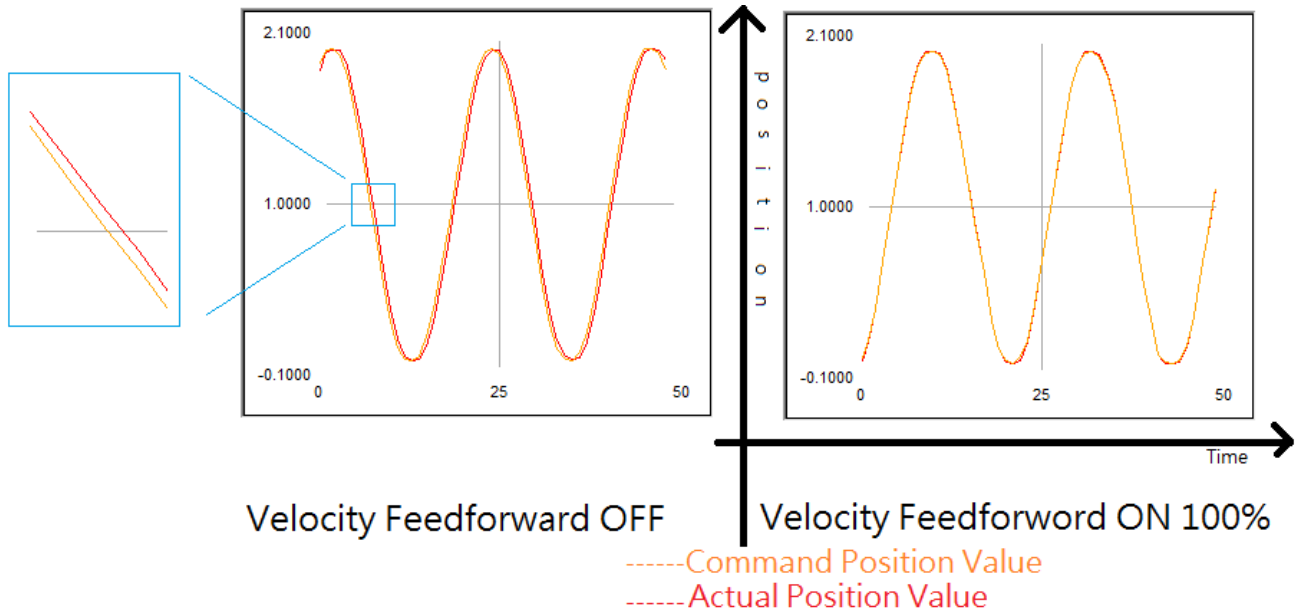 2.1000
1.0000
-0.1000
0
25
50
position
2.1000
1.0000
-0.1000
0
25
50
Time
Velocity Feedforward OFF
Velocity Feedforword ON 100%
------Command Position Value
------Actual Position Value